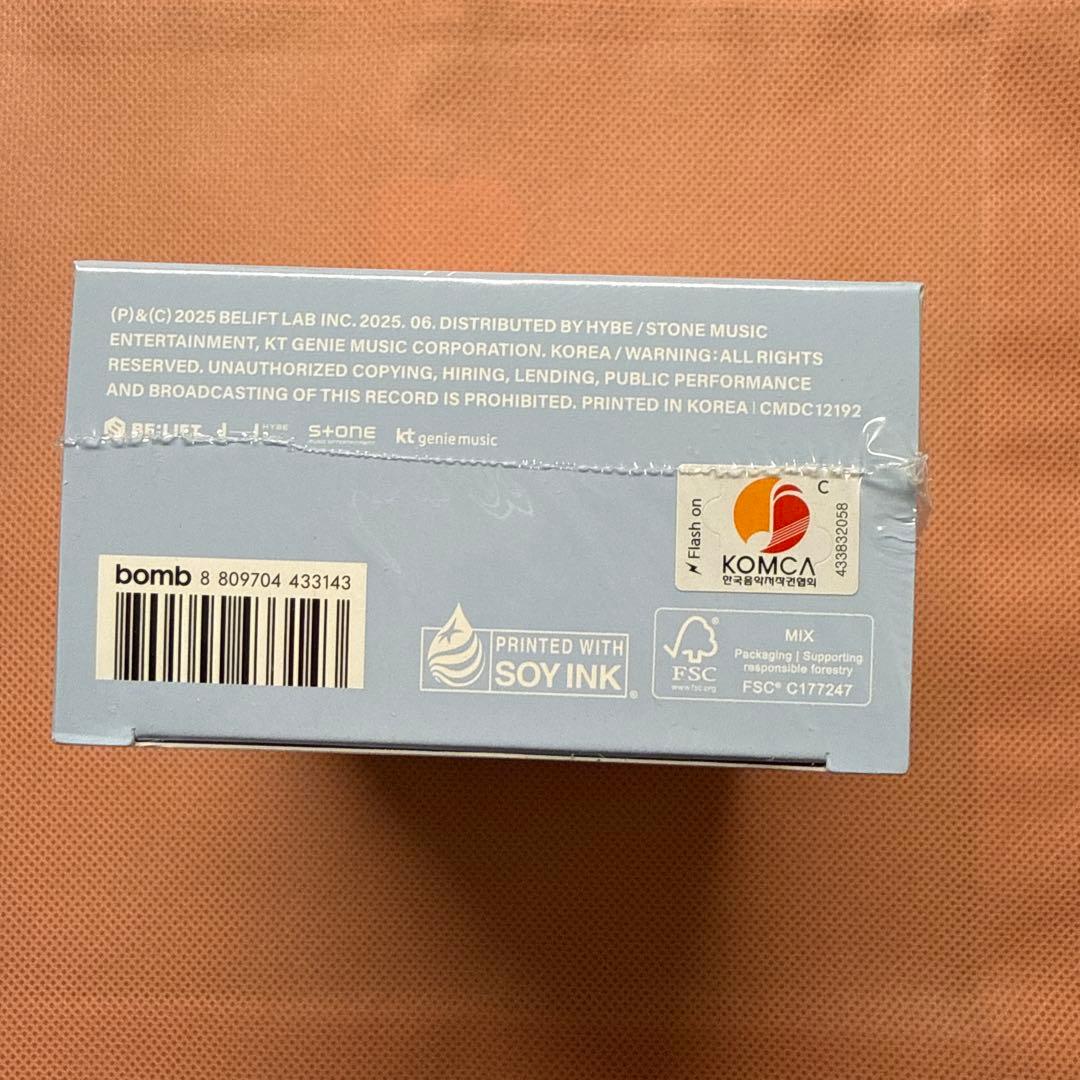 (P)&(C) 2025 BELIFT LAB INC. 2025. 06. DISTRIBUTED BY HYBE / STONE MUSIC
ENTERTAINMENT, KT GENIE MUSIC CORPORATION. KOREA / WARNING: ALL RIGHTS
RESERVED. UNAUTHORIZED COPYING, HIRING, LENDING, PUBLIC PERFORMANCE
AND BROADCASTING OF THIS RECORD IS PROHIBITED. PRINTED IN KOREA | CMDC12192
BE:LIFT HYBE STONE MUSIC ENTERTAINMENT kt genie music
Flash on
C
433832058
KOMCA
한국음악저작권협회
bomb 8 809704 433143
PRINTED WITH
SOY INK®
FSC®
www.fsc.org
MIX
Packaging | Supporting
responsible forestry
FSC® C177247